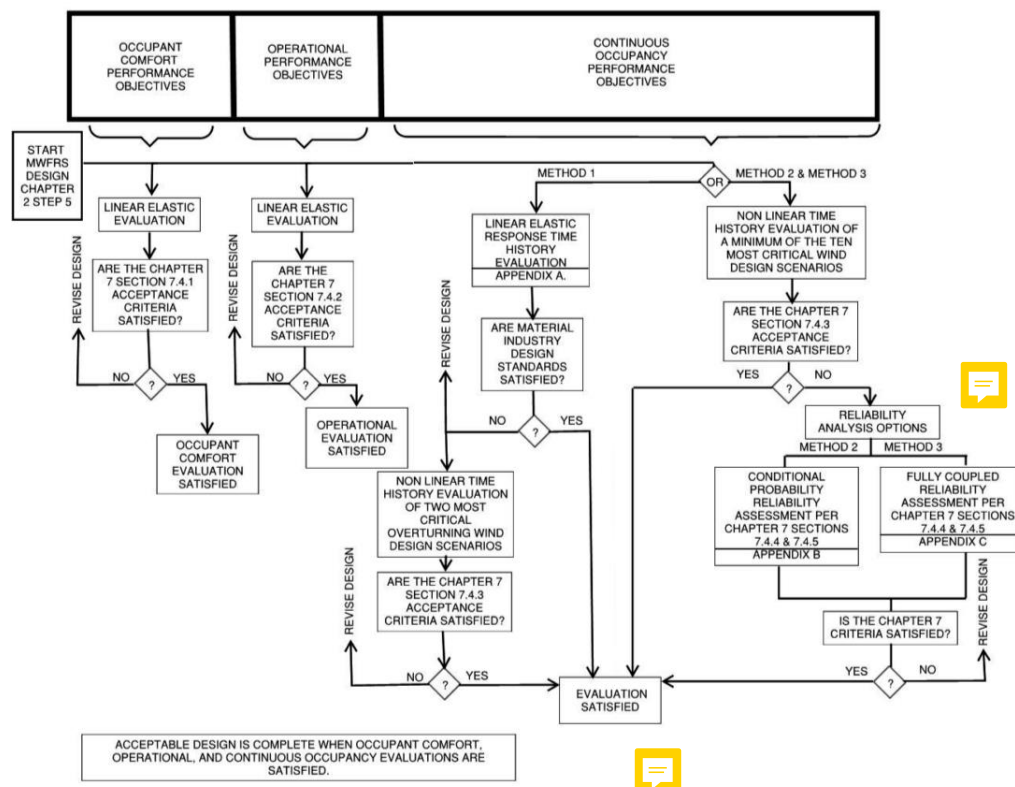 OCCUPANT
COMFORT
PERFORMANCE
OBJECTIVES
OPERATIONAL
PERFORMANCE
OBJECTIVES
CONTINUOUS
OCCUPANCY
PERFORMANCE
OBJECTIVES
START
MWFRS
DESIGN
CHAPTER
2 STEP 5
METHOD 1
OR
METHOD 2 & METHOD 3
LINEAR ELASTIC
EVALUATION
LINEAR ELASTIC
EVALUATION
LINEAR ELASTIC
RESPONSE TIME
HISTORY
EVALUATION
APPENDIX A.
NON LINEAR TIME
HISTORY EVALUATION OF
A MINIMUM OF THE TEN
MOST CRITICAL WIND
DESIGN SCENARIOS
REVISE DESIGN
ARE THE CHAPTER
7 SECTION 7.4.1
ACCEPTANCE
CRITERIA
SATISFIED?
REVISE DESIGN
ARE THE
CHAPTER 7
SECTION 7.4.2
ACCEPTANCE
CRITERIA
SATISFIED?
REVISE DESIGN
ARE MATERIAL
INDUSTRY
DESIGN
STANDARDS
SATISFIED?
ARE THE CHAPTER 7
SECTION 7.4.3
ACCEPTANCE
CRITERIA SATISFIED?
NO
?
YES
NO
?
YES
YES
?
NO
OCCUPANT
COMFORT
EVALUATION
SATISFIED
OPERATIONAL
EVALUATION
SATISFIED
NO
?
YES
RELIABILITY
ANALYSIS OPTIONS
METHOD 2
METHOD 3
NON LINEAR TIME
HISTORY EVALUATION
OF TWO MOST
CRITICAL
OVERTURNING WIND
DESIGN SCENARIOS
CONDITIONAL
PROBABILITY
RELIABILITY
ASSESSMENT PER
CHAPTER 7 SECTIONS
7.4.4 & 7.4.5
APPENDIX B
FULLY COUPLED
RELIABILITY
ASSESSMENT PER
CHAPTER 7 SECTIONS
7.4.4 & 7.4.5
APPENDIX C
REVISE DESIGN
ARE THE CHAPTER 7
SECTION 7.4.3
ACCEPTANCE
CRITERIA SATISFIED?
IS THE CHAPTER 7
CRITERIA SATISFIED?
REVISE DESIGN
NO
?
YES
EVALUATION
SATISFIED
YES
?
NO
ACCEPTABLE DESIGN IS COMPLETE WHEN OCCUPANT COMFORT,
OPERATIONAL, AND CONTINUOUS OCCUPANCY EVALUATIONS ARE
SATISFIED.